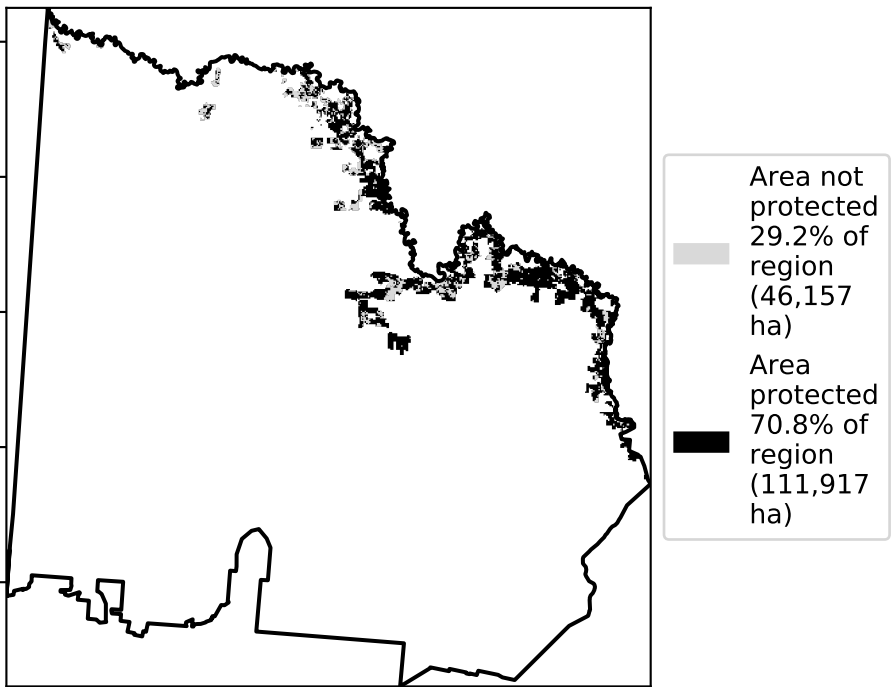 Area not
protected
29.2% of
region
(46,157
ha)
Area
protected
70.8% of
region
(111,917
ha)